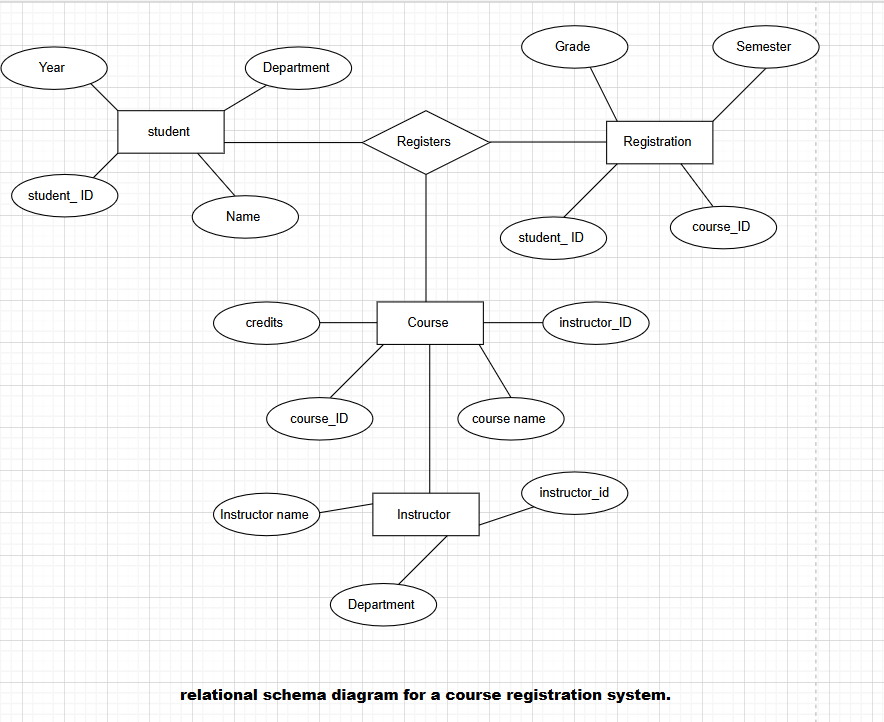 Grade
Semester
Year
Department
student
Registers
Registration
student_ ID
Name
student_ ID
course_ID
credits
Course
instructor_ID
course_ID
course name
instructor_id
Instructor name
Instructor
Department
relational schema diagram for a course registration system.